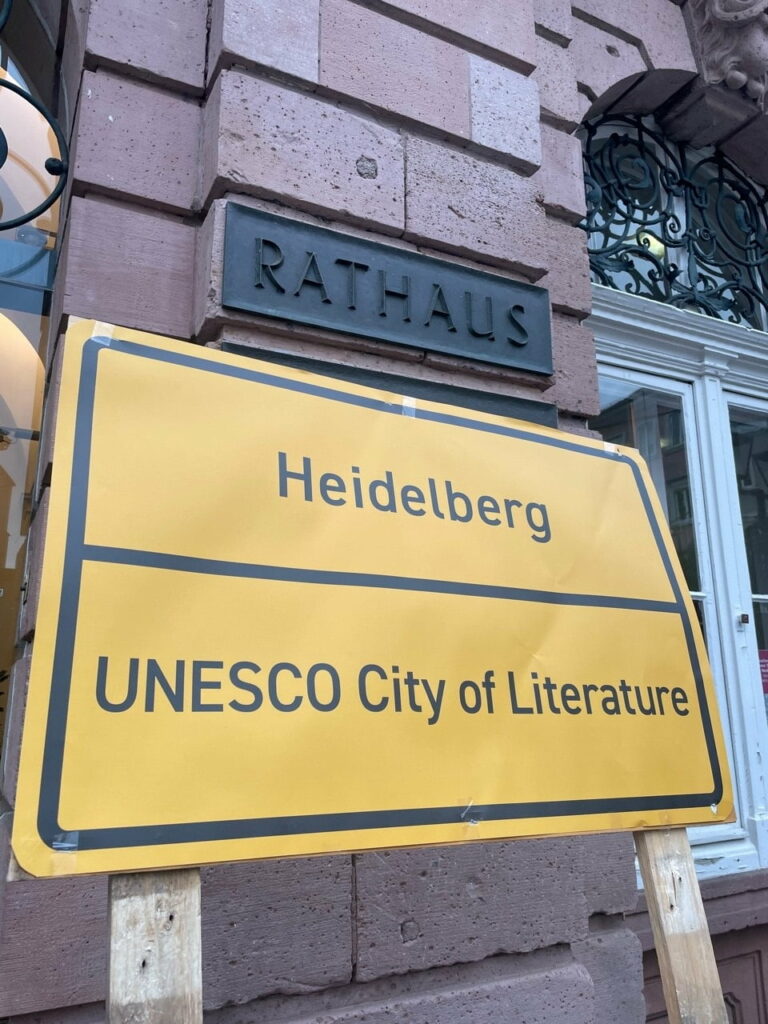 RATHAUS
Heidelberg
UNESCO City of Literature